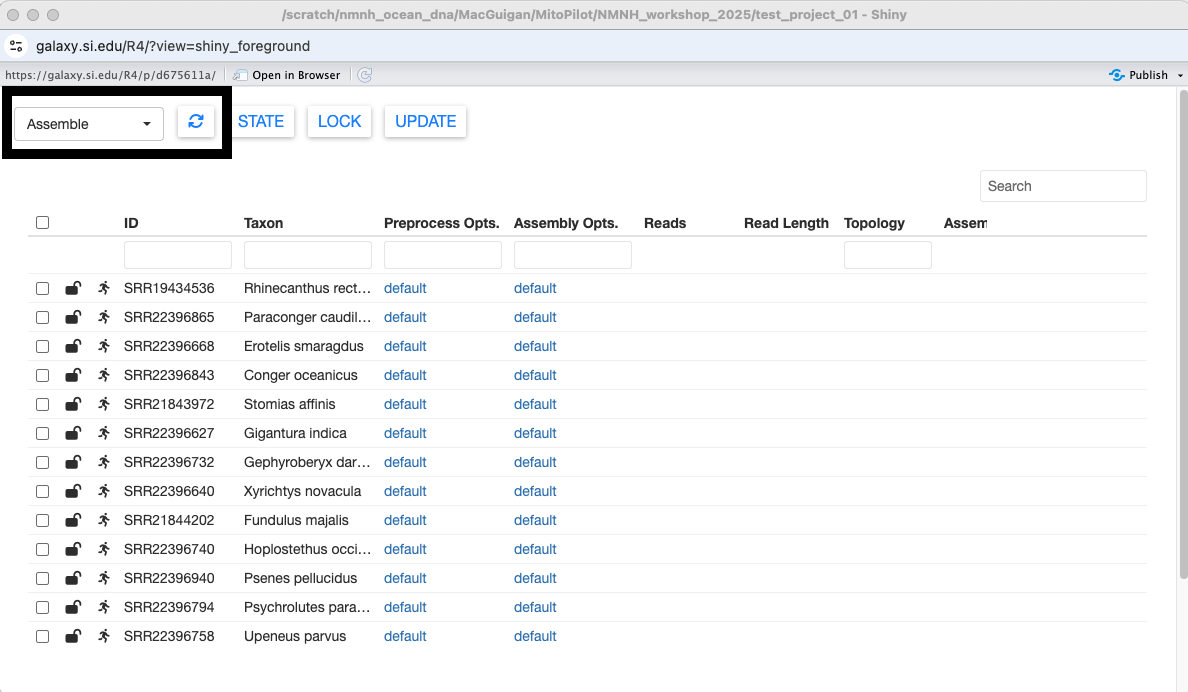 /scratch/nmnh_ocean_dna/MacGuigan/MitoPilot/NMNH_workshop_2025/test_project_01 - Shiny
galaxy.si.edu/R4/?view=shiny_foreground
https://galaxy.si.edu/R4/p/d675611a/ Open in Browser Publish
Assemble STATE LOCK UPDATE
Search
ID Taxon Preprocess Opts. Assembly Opts. Reads Read Length Topology Assem
SRR19434536 Rhinecanthus rect... default default
SRR22396865 Paraconger caudil... default default
SRR22396668 Erotelis smaragdus default default
SRR22396843 Conger oceanicus default default
SRR21843972 Stomias affinis default default
SRR22396627 Gigantura indica default default
SRR22396732 Gephyroberyx dar... default default
SRR22396640 Xyrichtys novacula default default
SRR21844202 Fundulus majalis default default
SRR22396740 Hoplostethus occi... default default
SRR22396940 Psenes pellucidus default default
SRR22396794 Psychrolutes para... default default
SRR22396758 Upeneus parvus default default